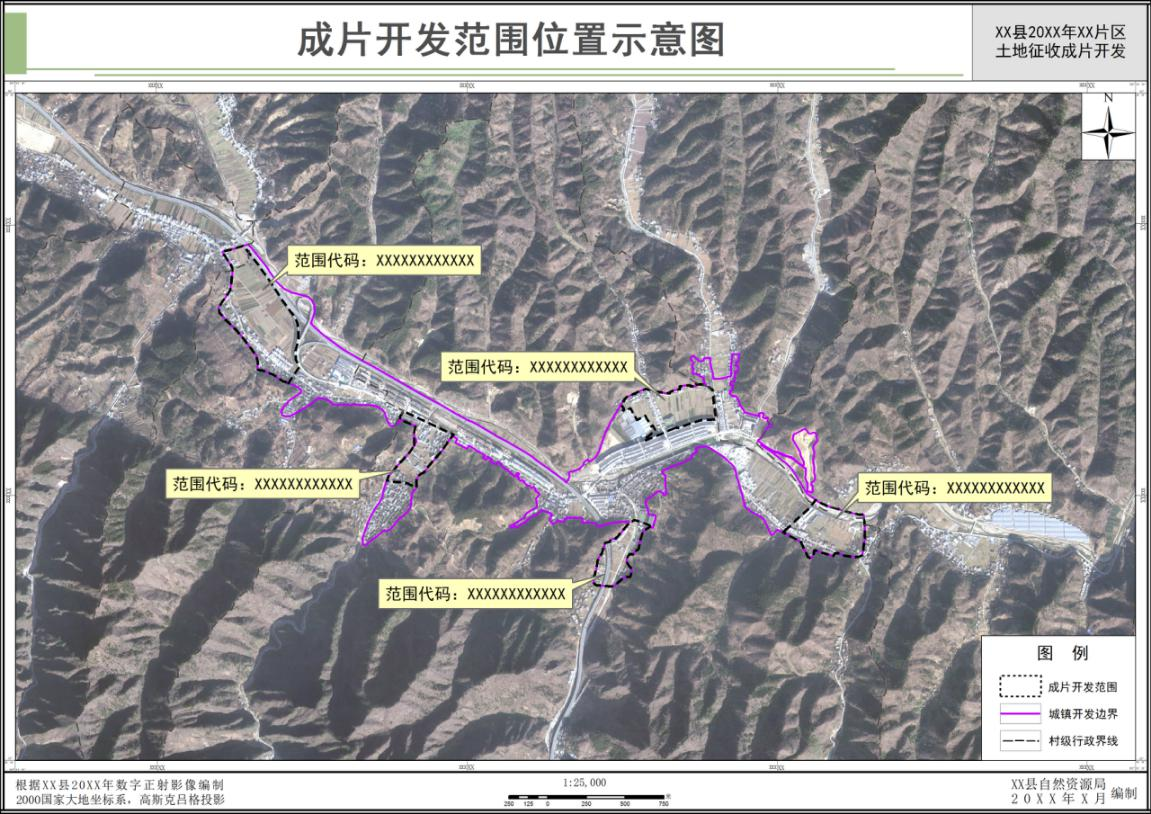 成片开发范围位置示意图
XX县20XX年XX片区
土地征收成片开发
N
范围代码：XXXXXXXXXXXX
范围代码：XXXXXXXXXXXX
范围代码：XXXXXXXXXXXX
范围代码：XXXXXXXXXXXX
范围代码：XXXXXXXXXXXX
图 例
成片开发范围
城镇开发边界
村级行政界线
根据XX县20XX年数字正射影像编制
2000国家大地坐标系，高斯克吕格投影
1:25,000
250 125 0 250 500 750
XX县自然资源局
20XX年X月 编制